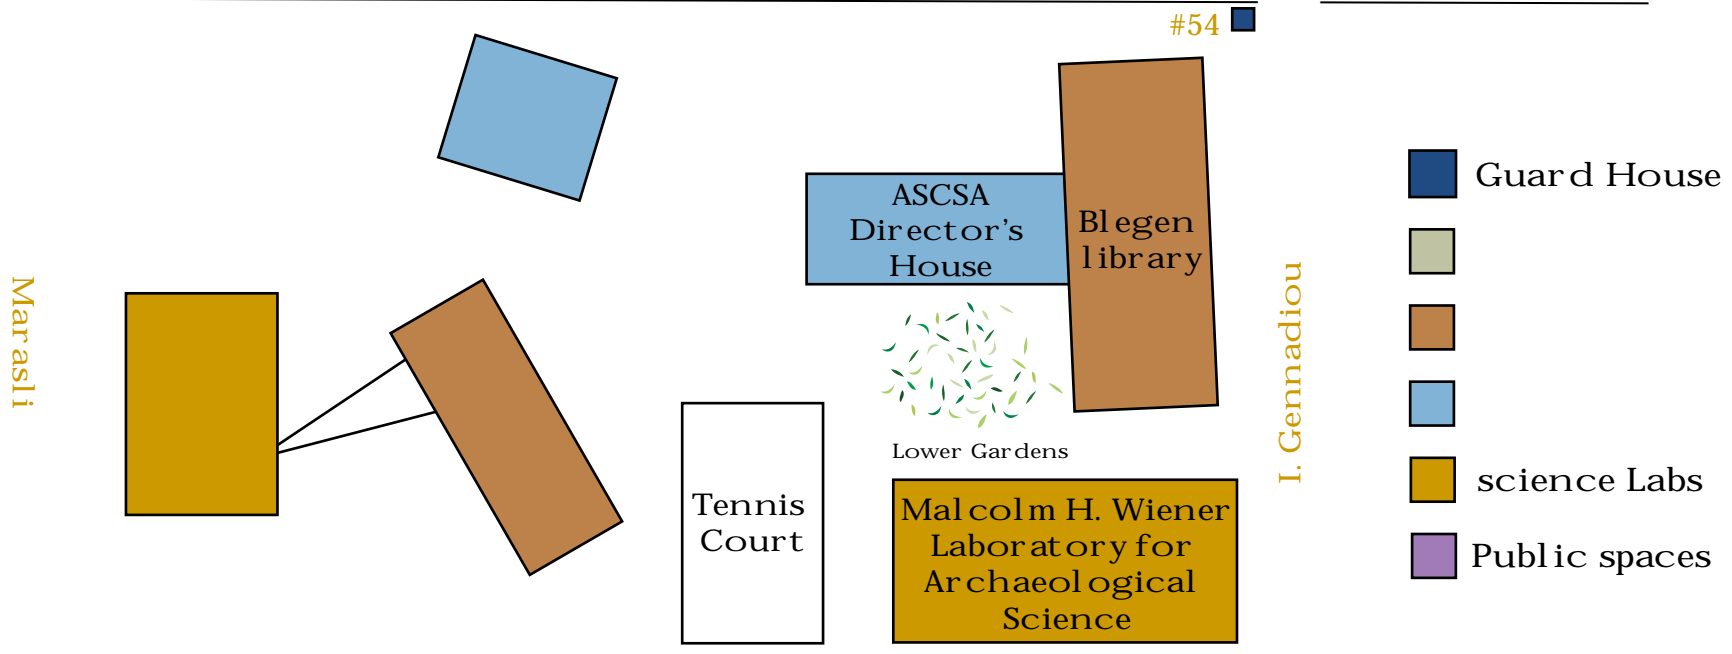 #54
ASCSA
Director's
House
Blegen
library
Marasli
I. Gennadiou
Lower Gardens
Tennis
Court
Malcolm H. Wiener
Laboratory for
Archaeological
Science
Guard House
science Labs
Public spaces